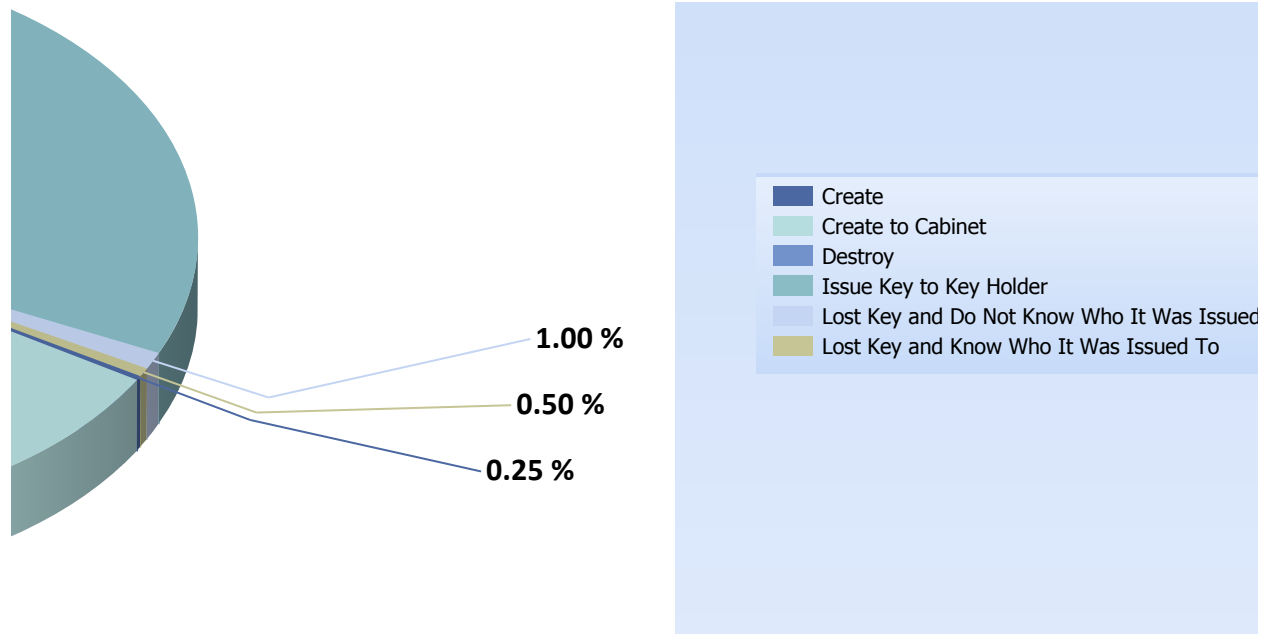 1.00 %
0.50 %
0.25 %
Create
Create to Cabinet
Destroy
Issue Key to Key Holder
Lost Key and Do Not Know Who It Was Issued
Lost Key and Know Who It Was Issued To